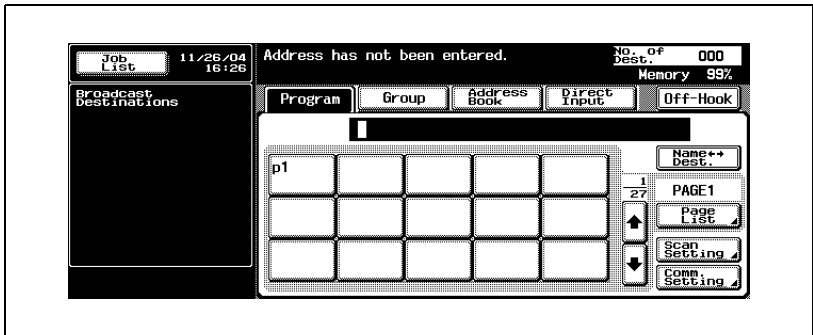 Job
List
11/26/04
16:26
Address has not been entered.
No. of
Dest.
000
Memory 99%
Broadcast
Destinations
Program
Group
Address
Book
Direct
Input
Off-Hook
p1
Name↔
Dest.
1
27
PAGE1
Page
List
Scan
Setting
Comm.
Setting